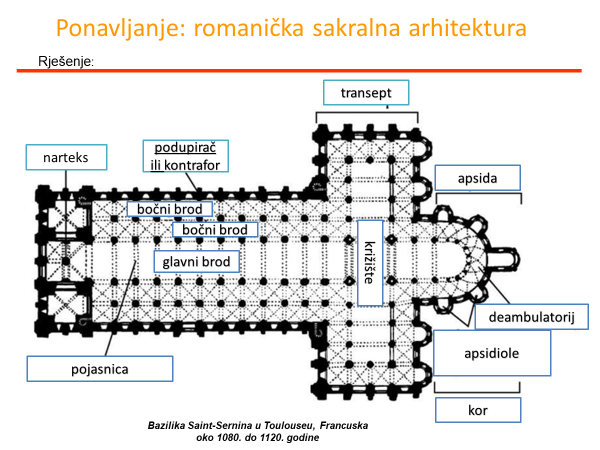 Ponavljanje: romanička sakralna arhitektura
Rješenje:
transept
podupirač
ili kontrafor
narteks
apsida
bočni brod
bočni brod
glavni brod
križište
deambulatorij
apsidiole
pojasnica
kor
Bazilika Saint-Sernina u Toulouseu, Francuska
oko 1080. do 1120. godine